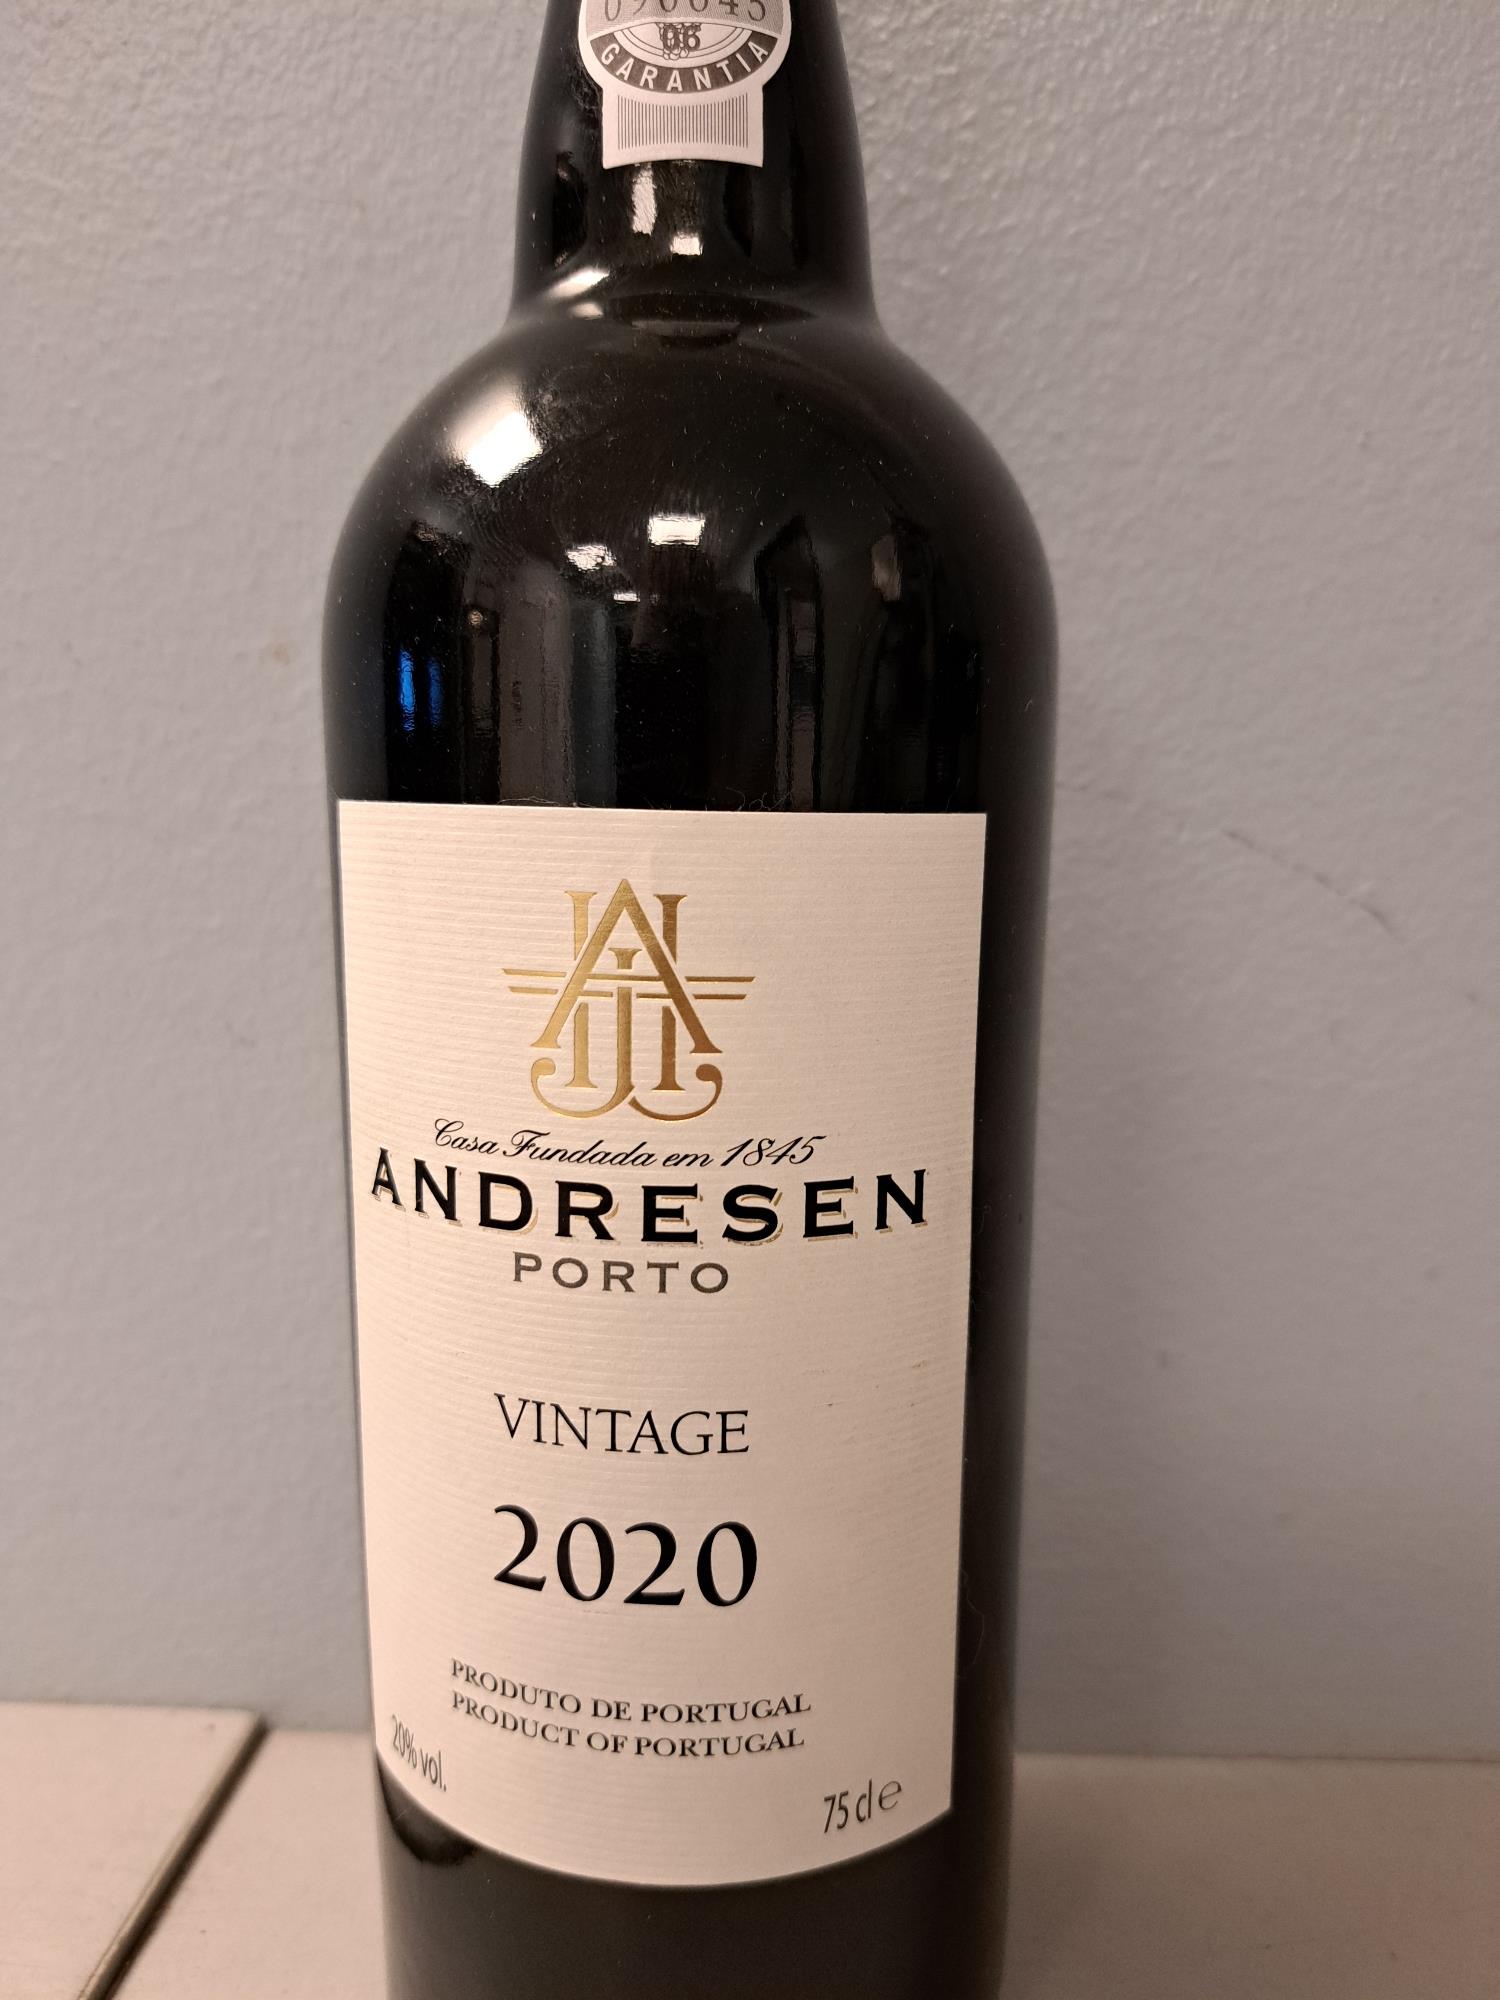 06
GARANTIA
Casa Fundada em 1845
ANDRESEN
PORTO
VINTAGE
2020
PRODUTO DE PORTUGAL
PRODUCT OF PORTUGAL
20% vol.
75 cl e